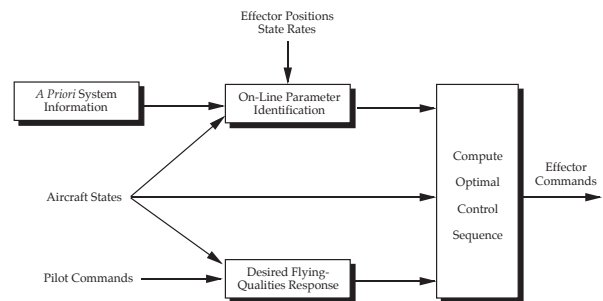 Effector Positions
State Rates
A Priori System
Information
On-Line Parameter
Identification
Compute
Optimal
Control
Sequence
Effector
Commands
Aircraft States
Pilot Commands
Desired Flying-
Qualities Response